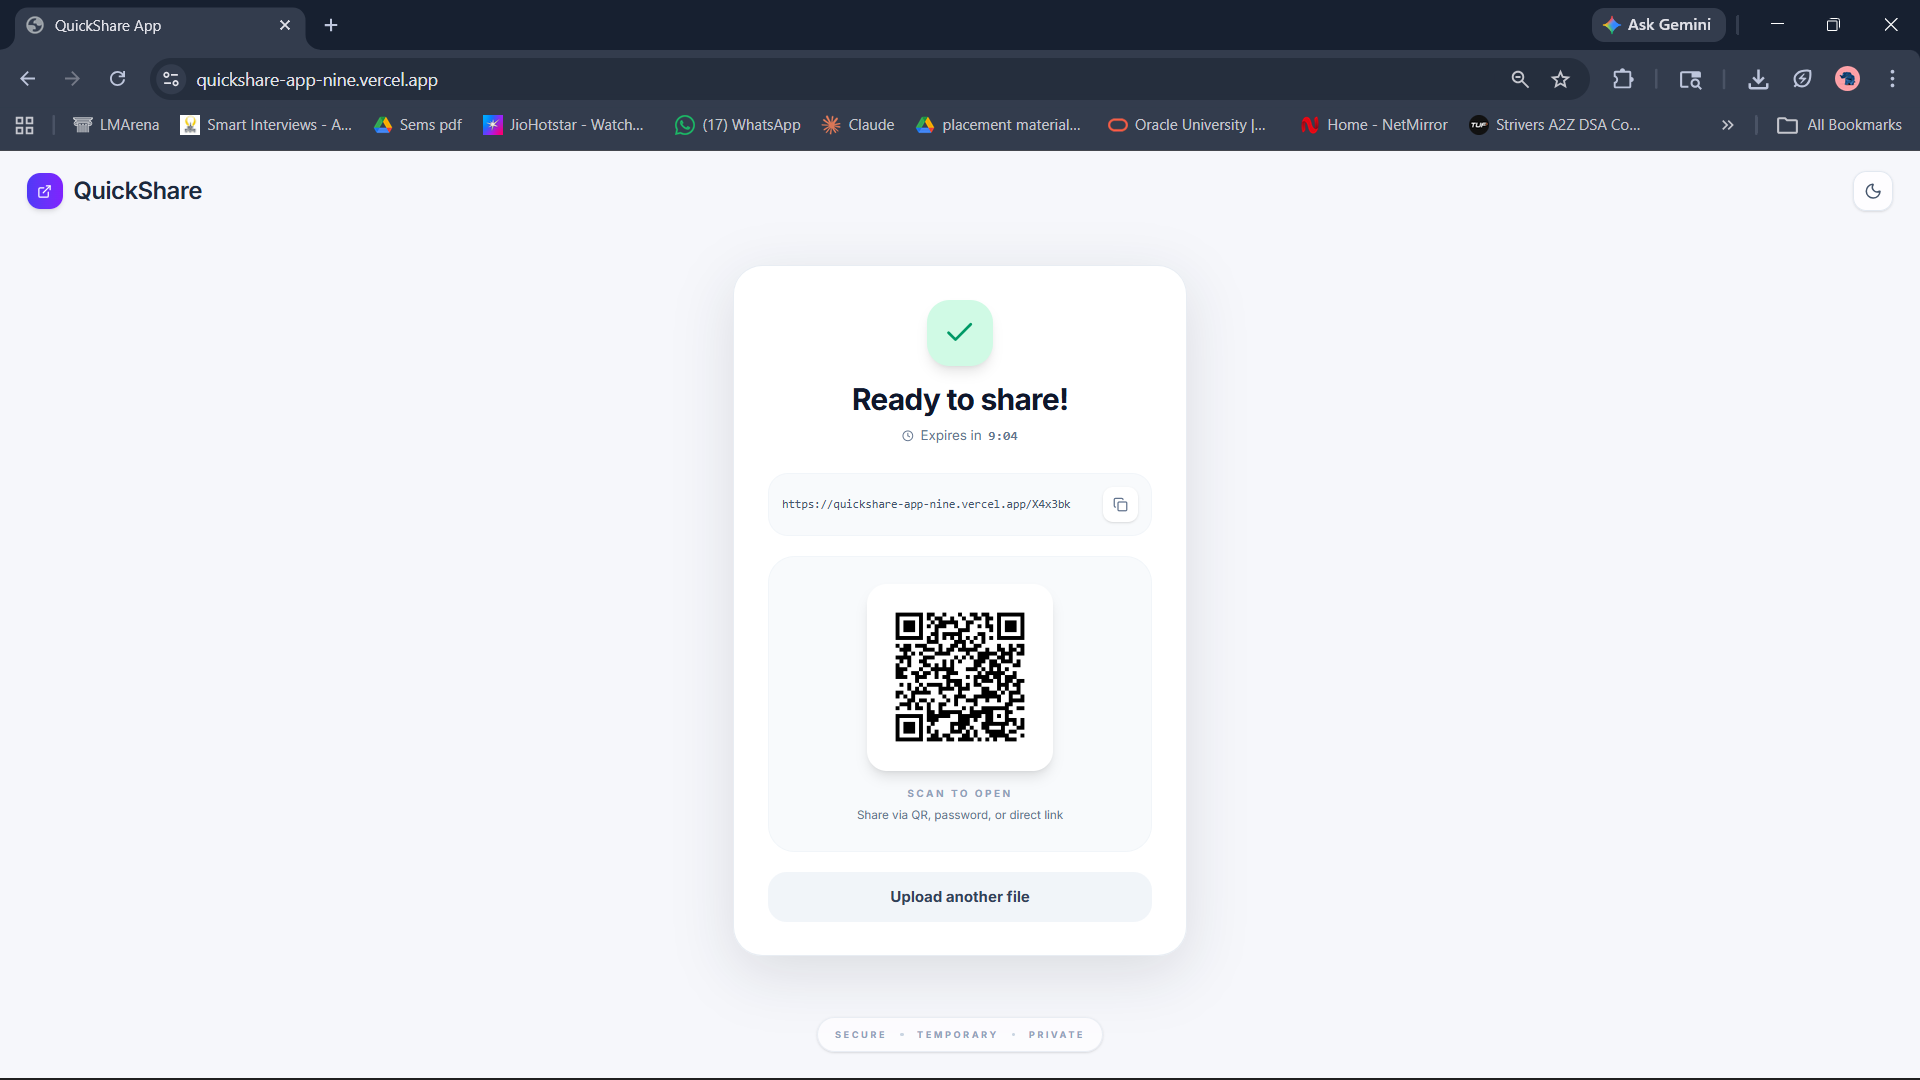 QuickShare App
Ask Gemini
quickshare-app-nine.vercel.app
LMArena
Smart Interviews - A...
Sems pdf
JioHotstar - Watch...
(17) WhatsApp
Claude
placement material...
Oracle University |...
Home - NetMirror
TUF
Strivers A2Z DSA Co...
All Bookmarks
QuickShare
Ready to share!
Expires in 9:04
https://quickshare-app-nine.vercel.app/X4x3bk
SCAN TO OPEN
Share via QR, password, or direct link
Upload another file
SECURE • TEMPORARY • PRIVATE